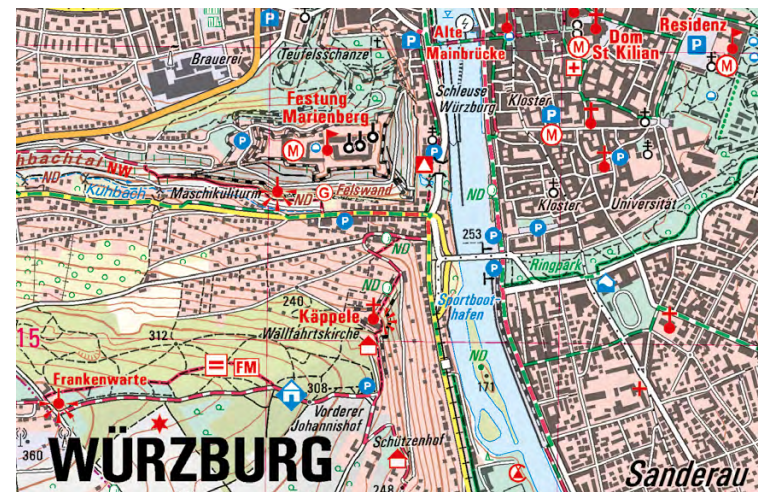 P
Alte
Mainbrücke
Residenz
Dom
St Kilian
P
M
M
Brauerei
Teufelsschanze
P
Schleuse
Würzburg
Festung
Marienberg
Kloster
P
M
P
M
P
P
hbachtal
NW
ND
Kühbach
Maschikuliturm
ND
G
Felswand
ND
Kloster
Universität
P
P
P
253
ND
P
Ringpark
ND
240
Käppele
Wallfahrtskirche
Sportboot
hafen
15
312
FM
ND
Frankenwarte
308
P
171
Vorderer
Johannishof
Schützenhof
WÜRZBURG
360
248
Sanderau